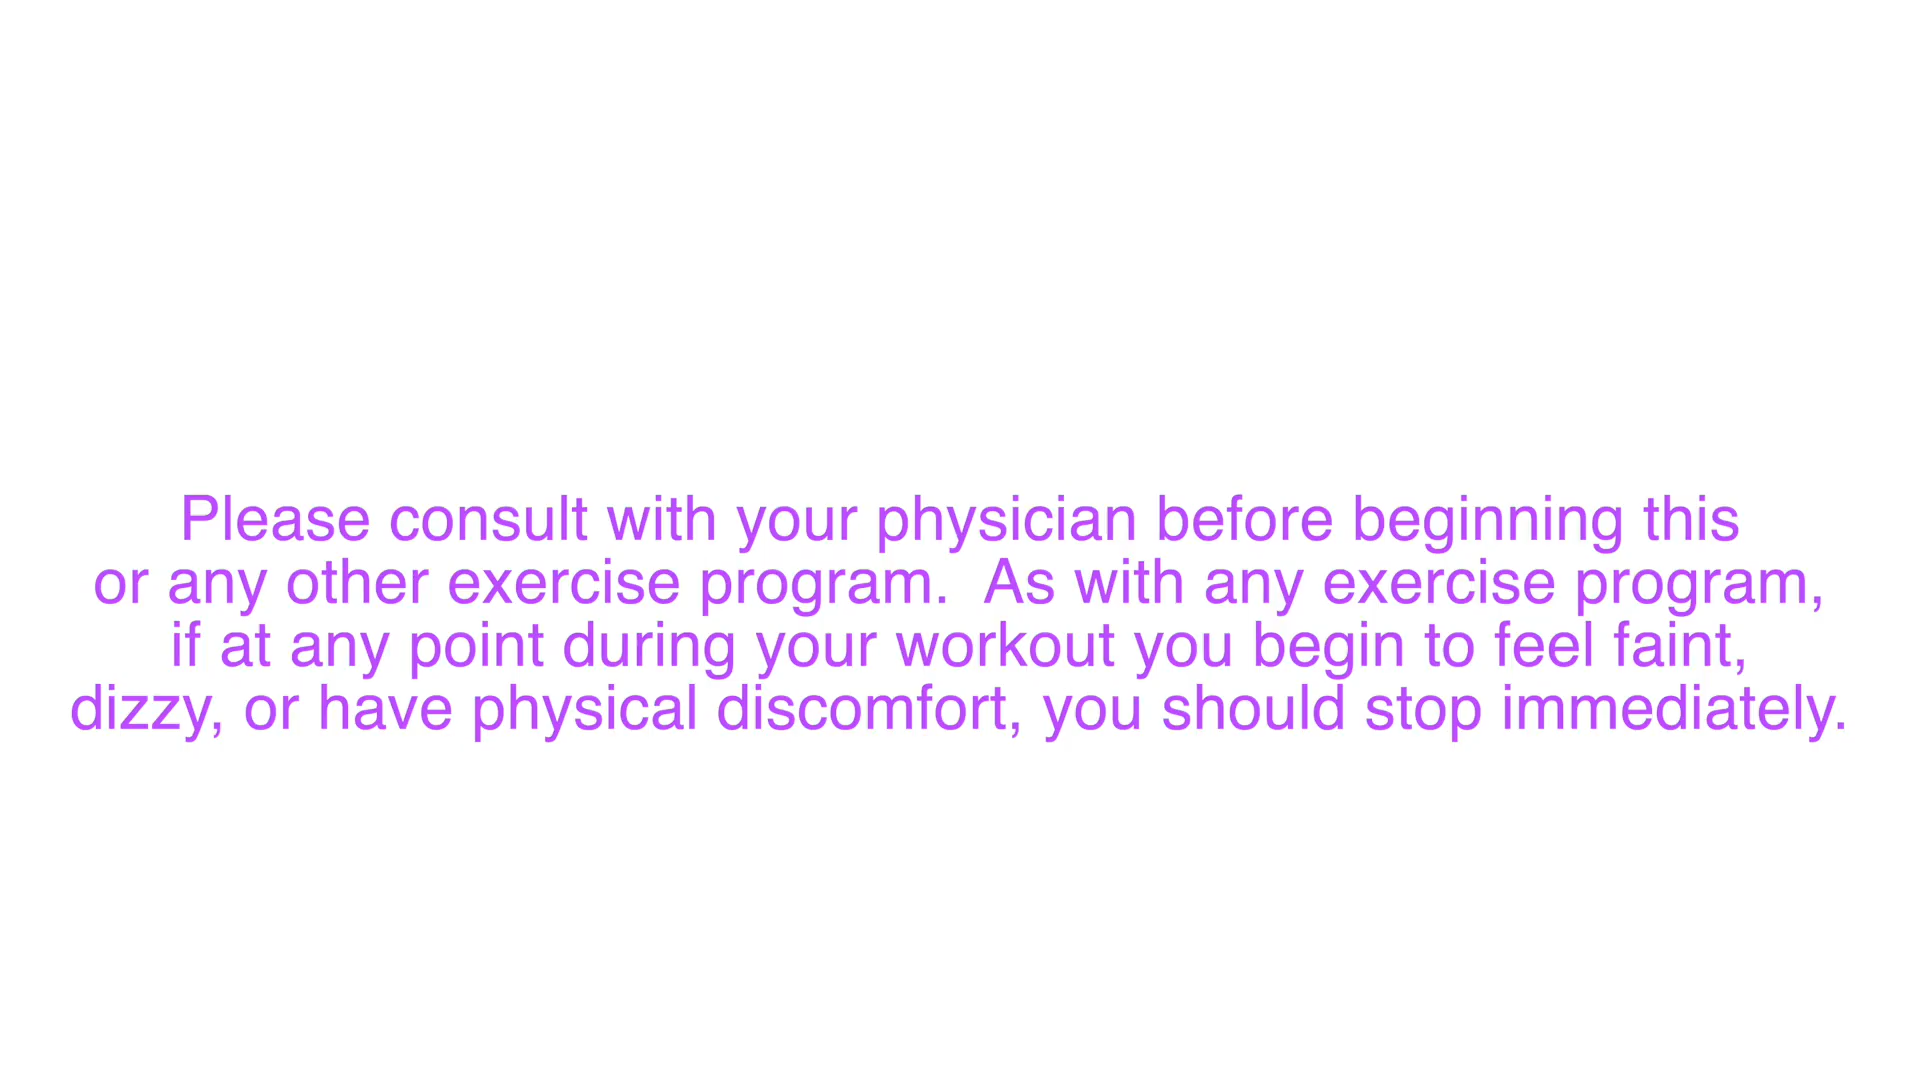 Please consult with your physician before beginning this
or any other exercise program.  As with any exercise program,
if at any point during your workout you begin to feel faint,
dizzy, or have physical discomfort, you should stop immediately.